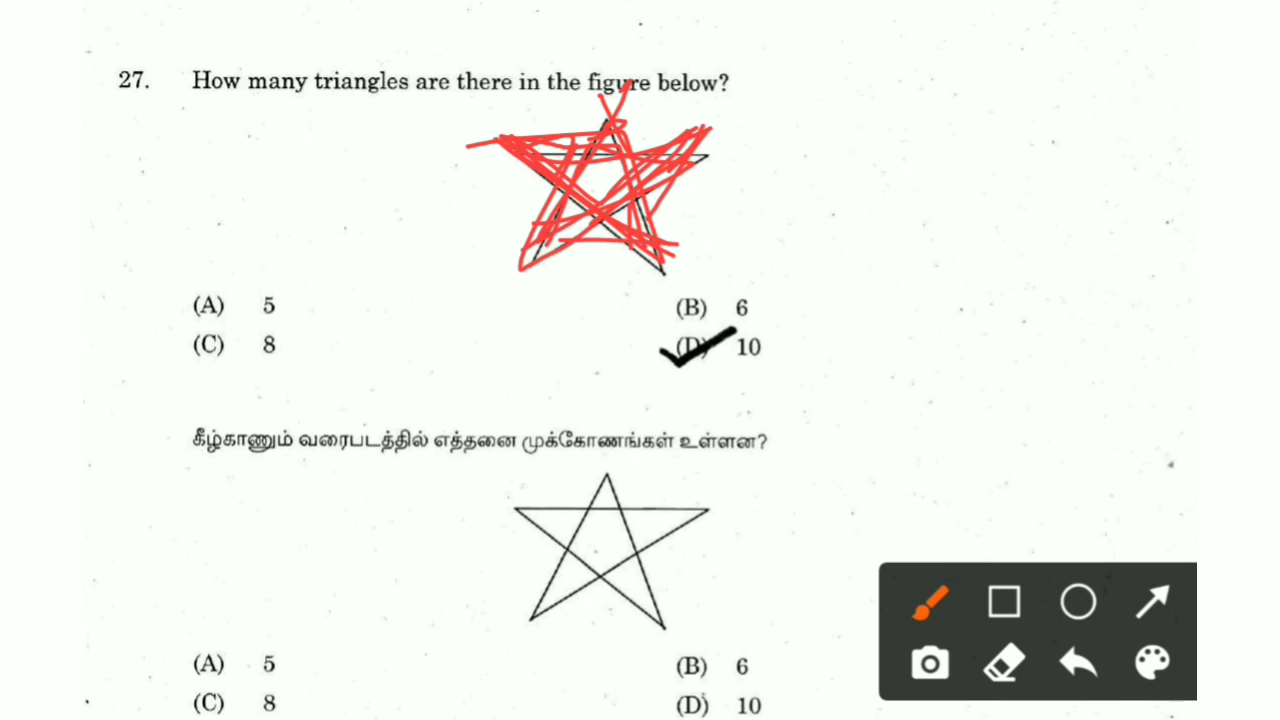 27. How many triangles are there in the figure below?
(A) 5 (B) 6
(C) 8 (D) 10
கீழ்காணும் வரைபடத்தில் எத்தனை முக்கோணங்கள் உள்ளன?
(A) 5 (B) 6
(C) 8 (D) 10